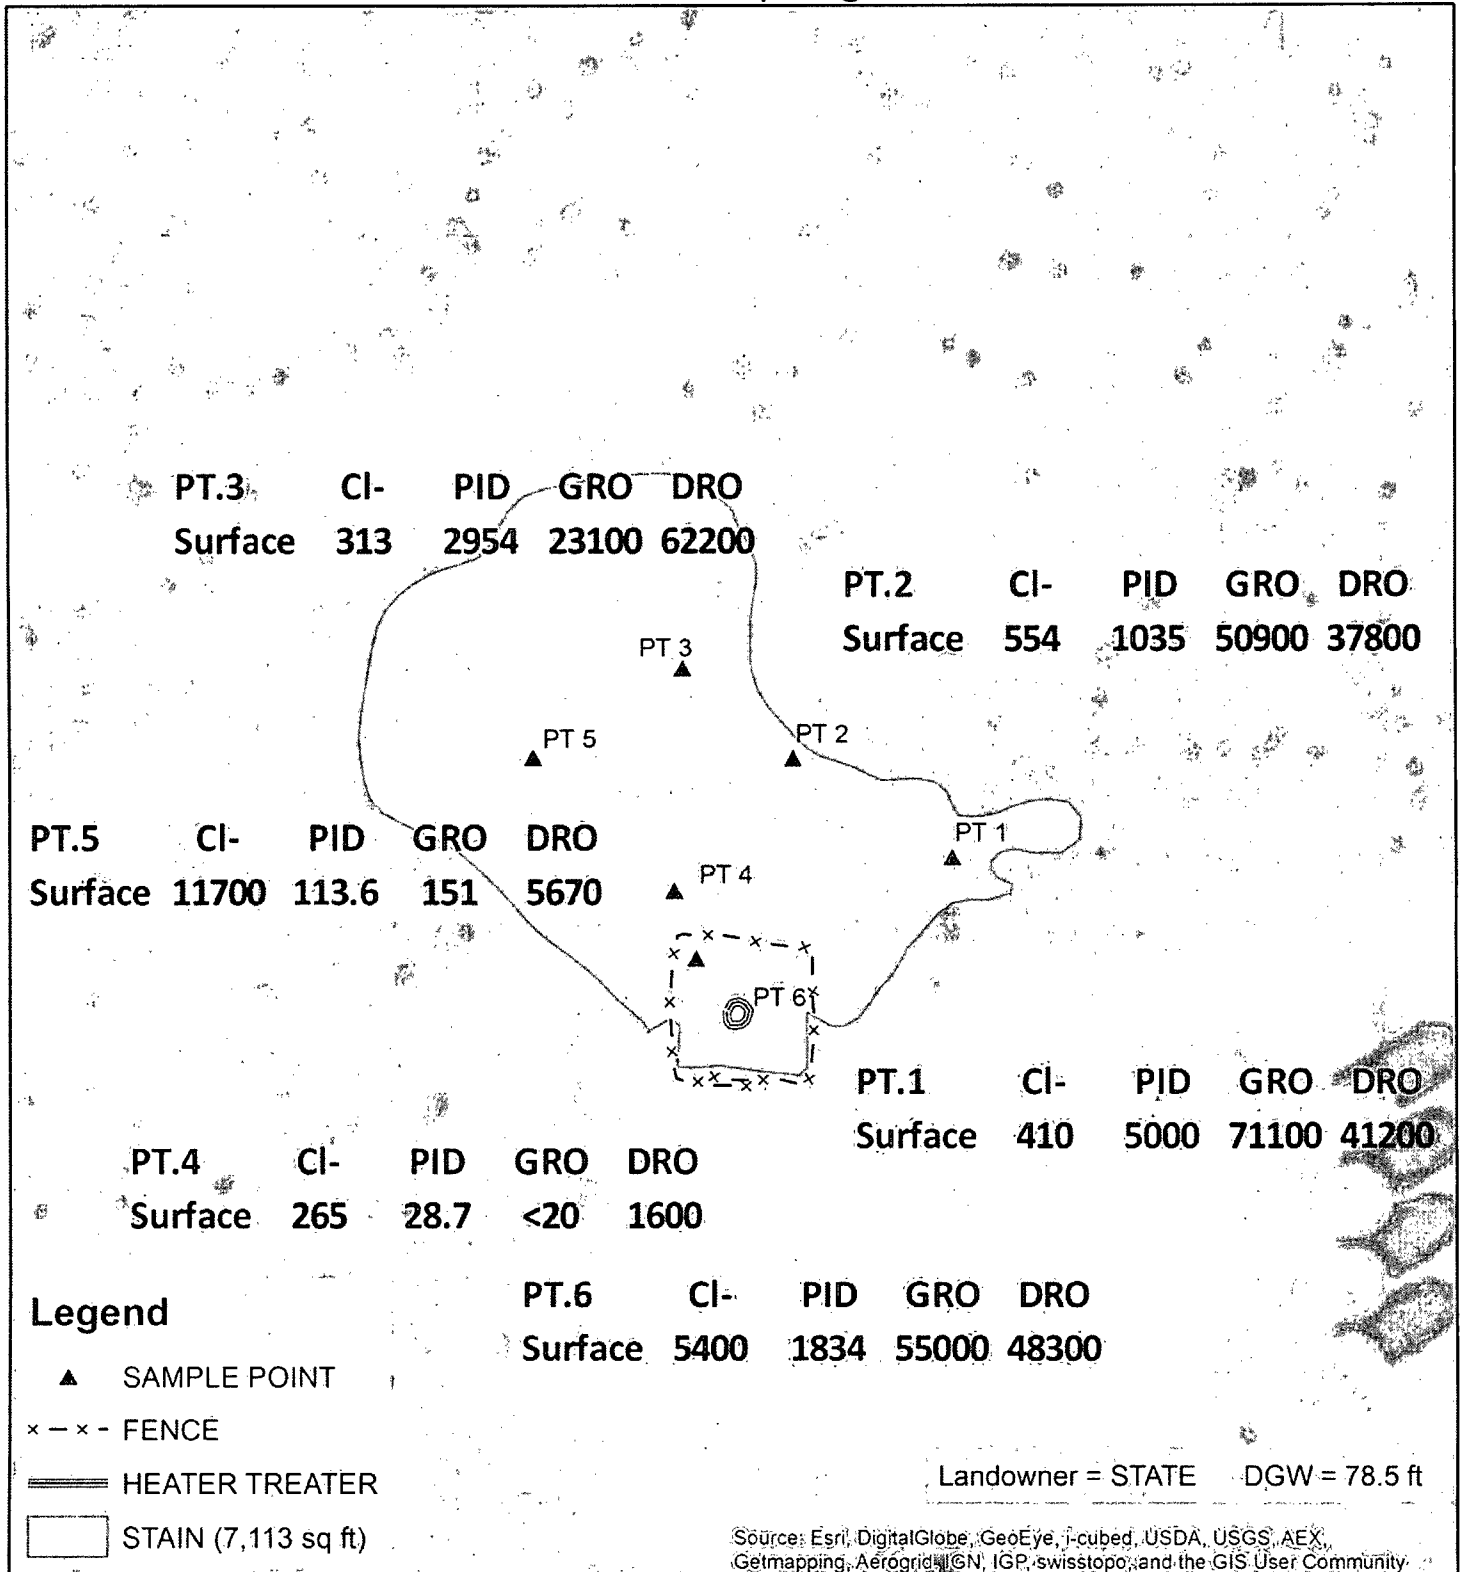 PT.3 Cl- PID GRO DRO
Surface 313 2954 23100 62200
PT.2 Cl- PID GRO DRO
Surface 554 1035 50900 37800
PT 3
PT 5
PT 2
PT.5 Cl- PID GRO DRO
Surface 11700 113.6 151 5670
PT 1
PT 4
PT 6
PT.1 Cl- PID GRO DRO
Surface 410 5000 71100 41200
PT.4 Cl- PID GRO DRO
Surface 265 28.7 <20 1600
PT.6 Cl- PID GRO DRO
Surface 5400 1834 55000 48300
Legend
SAMPLE POINT
FENCE
HEATER TREATER
STAIN (7,113 sq ft)
Landowner = STATE DGW = 78.5 ft
Source: Esri, DigitalGlobe, GeoEye, i-cubed, USDA, USGS, AEX,
Getmapping, Aerogrid, IGN, IGP, swisstopo, and the GIS User Community